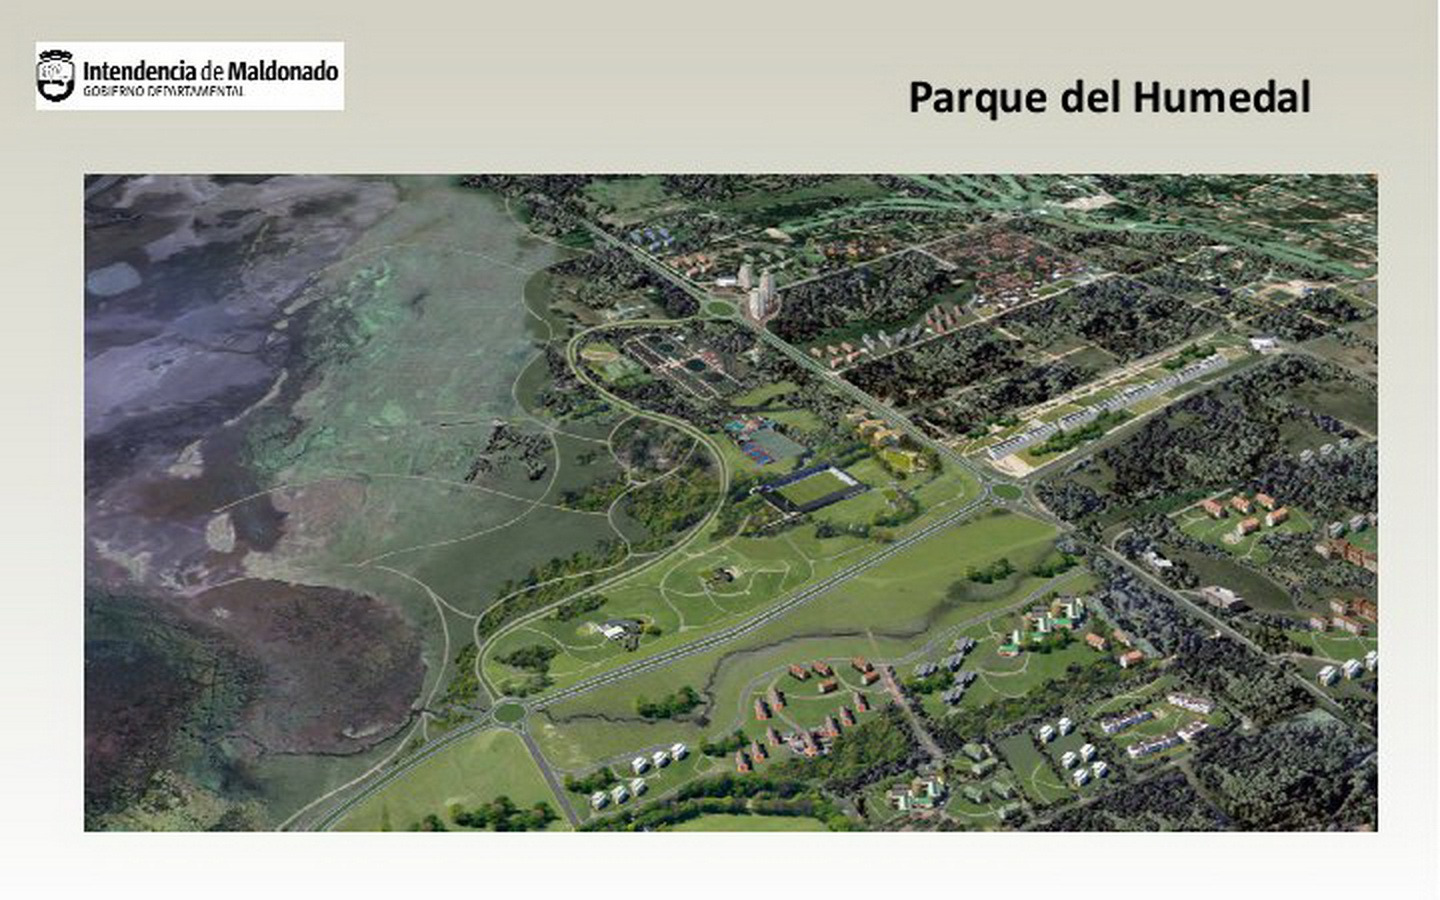 Intendencia de Maldonado
GOBIERNO DEPARTAMENTAL
Parque del Humedal